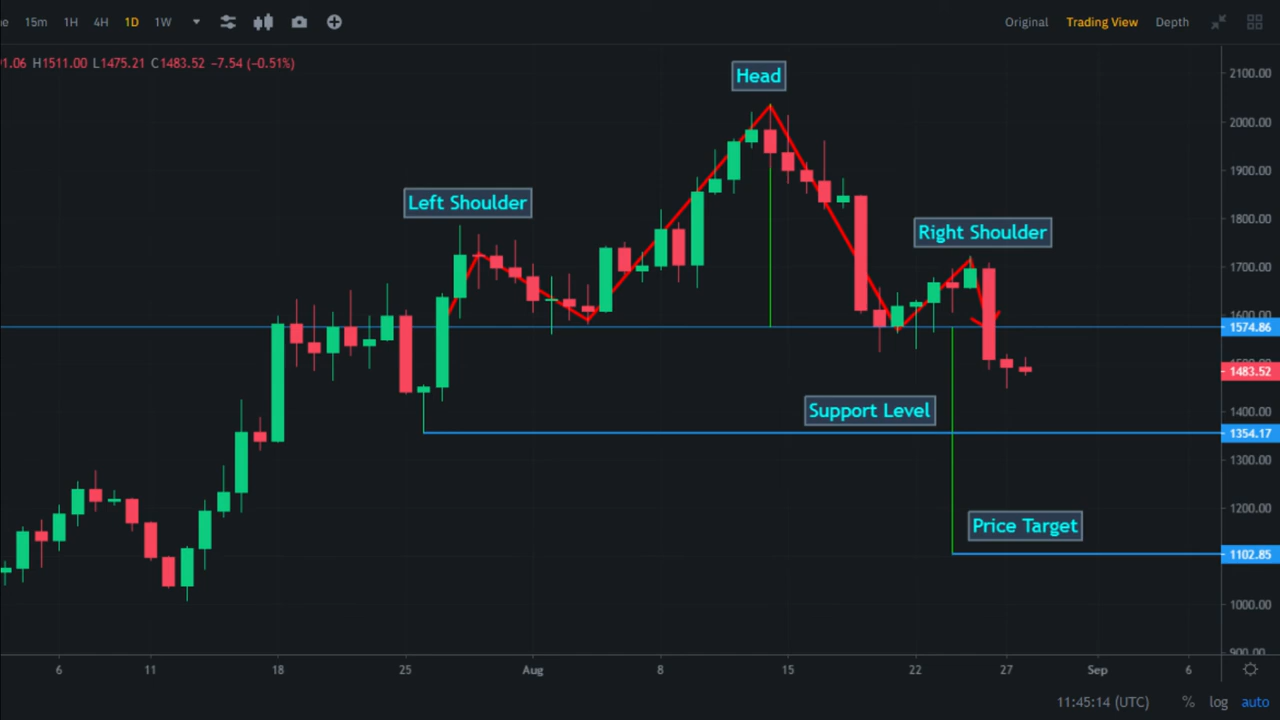 15m 1H 4H 1D 1W Original Trading View Depth
H1511.00 L1475.21 C1483.52 −7.54 (−0.51%)
Head
Left Shoulder
Right Shoulder
Support Level
Price Target
2100.00
2000.00
1900.00
1800.00
1700.00
1600.00
1574.86
1483.52
1400.00
1354.17
1300.00
1200.00
1102.85
1000.00
6 11 18 25 Aug 8 15 22 27 Sep 6
11:45:14 (UTC) % log auto